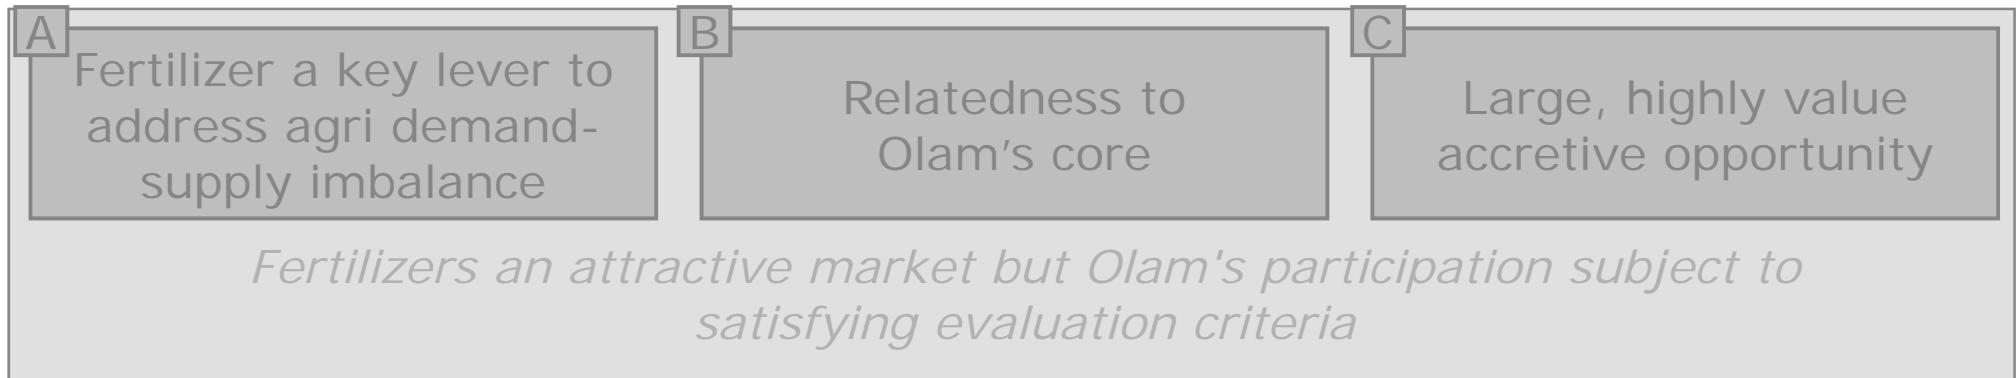 A
Fertilizer a key lever to
address agri demand-
supply imbalance
B
Relatedness to
Olam’s core
C
Large, highly value
accretive opportunity
Fertilizers an attractive market but Olam's participation subject to
satisfying evaluation criteria